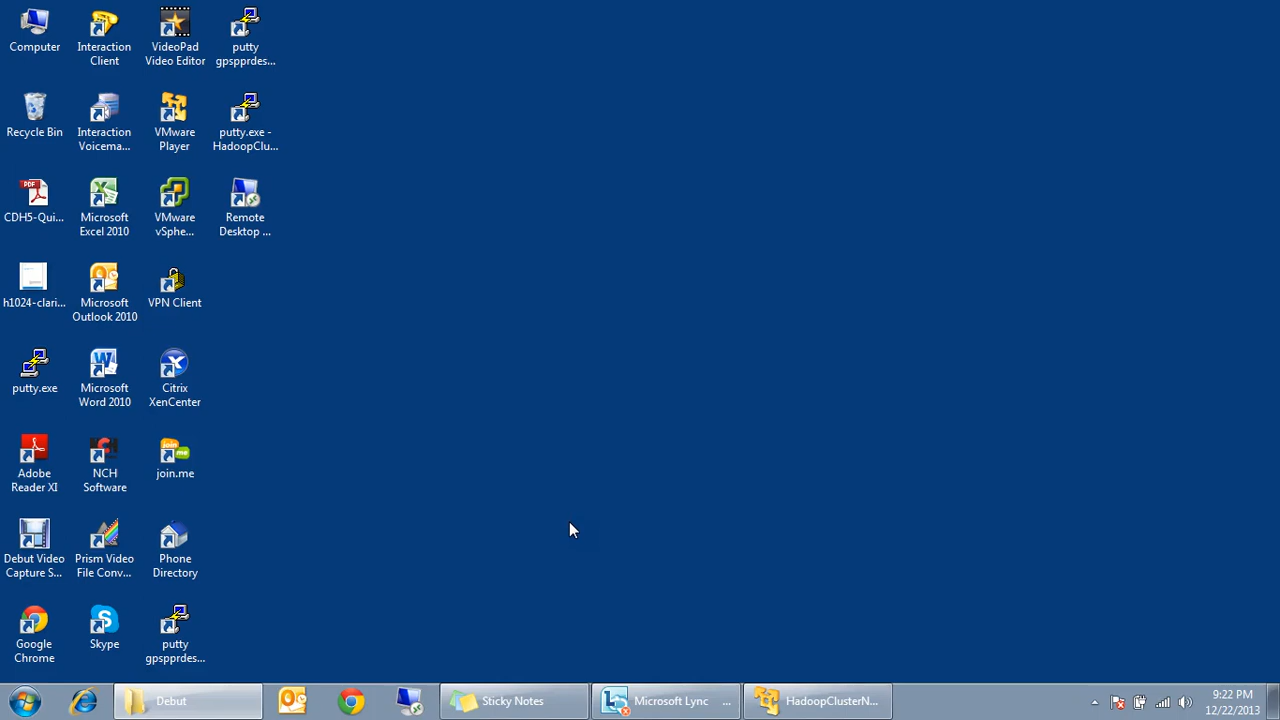 Computer
Interaction
Client
VideoPad
Video Editor
putty
gpspprdes...
Recycle Bin
Interaction
Voicema...
VMware
Player
putty.exe -
HadoopClu...
CDH5-Qui...
Microsoft
Excel 2010
VMware
vSphe...
Remote
Desktop ...
h1024-clari...
Microsoft
Outlook 2010
VPN Client
putty.exe
Microsoft
Word 2010
Citrix
XenCenter
Adobe
Reader XI
NCH
Software
join.me
Debut Video
Capture S...
Prism Video
File Conv...
Phone
Directory
Google
Chrome
Skype
putty
gpspprdes...
Debut
Sticky Notes
Microsoft Lync ...
HadoopClusterN...
9:22 PM
12/22/2013